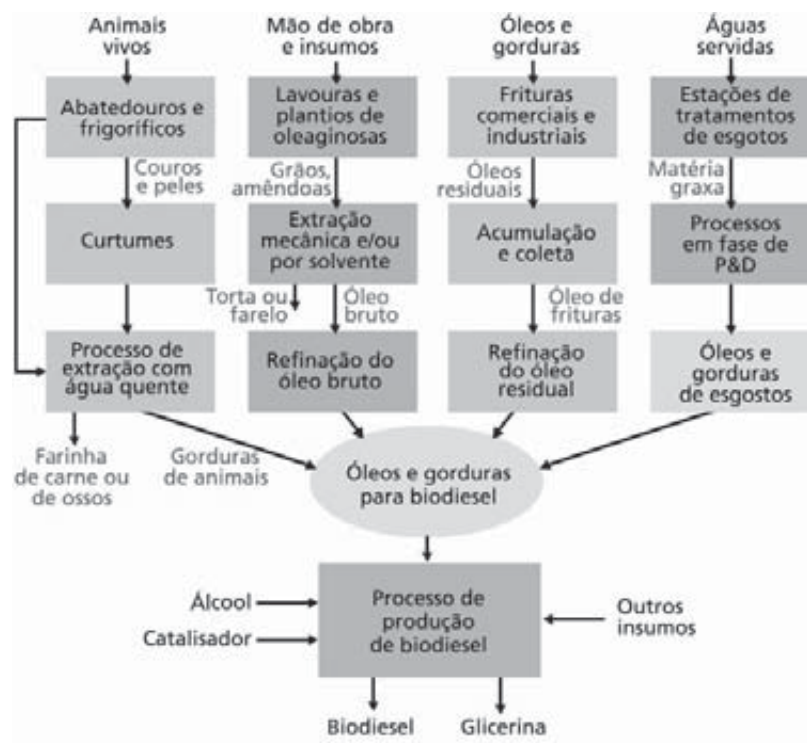 Animais
vivos
Mão de obra
e insumos
Óleos e
gorduras
Águas
servidas
Abatedouros e
frigoríficos
Lavouras e
plantios de
oleaginosas
Frituras
comerciais e
industriais
Estações de
tratamentos
de esgotos
Couros
e peles
Grãos,
amêndoas
Óleos
residuais
Matéria
graxa
Curtumes
Extração
mecânica e/ou
por solvente
Acumulação
e coleta
Processos
em fase de
P&D
Torta ou
farelo
Óleo
bruto
Óleo de
frituras
Processo de
extração com
água quente
Refinação do
óleo bruto
Refinação
do óleo
residual
Óleos e
gorduras
de esgostos
Farinha
de carne ou
de ossos
Gorduras
de animais
Óleos e gorduras
para biodiesel
Álcool
Catalisador
Processo de
produção
de biodiesel
Outros
insumos
Biodiesel
Glicerina